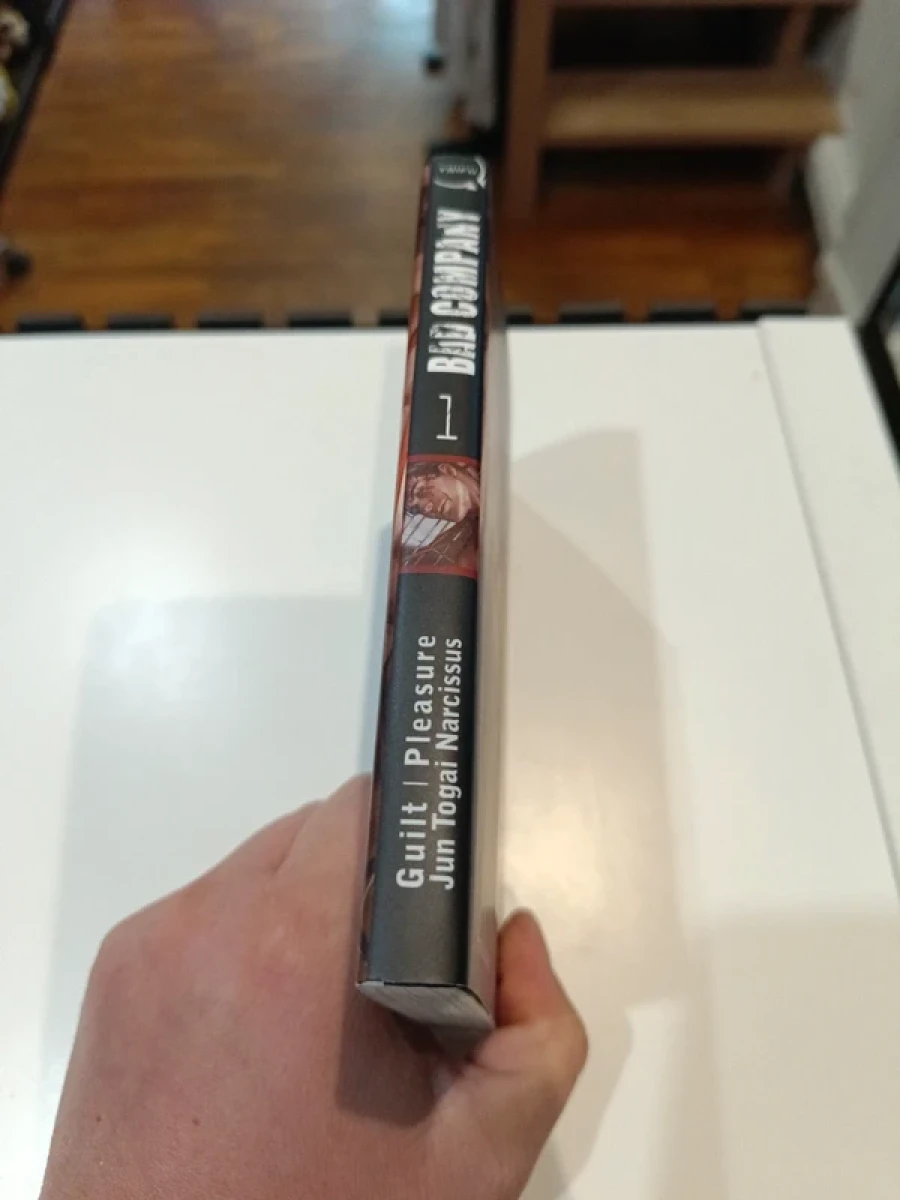 BAD COMPANY
1
Guilt | Pleasure
Jun Togai Narcissus